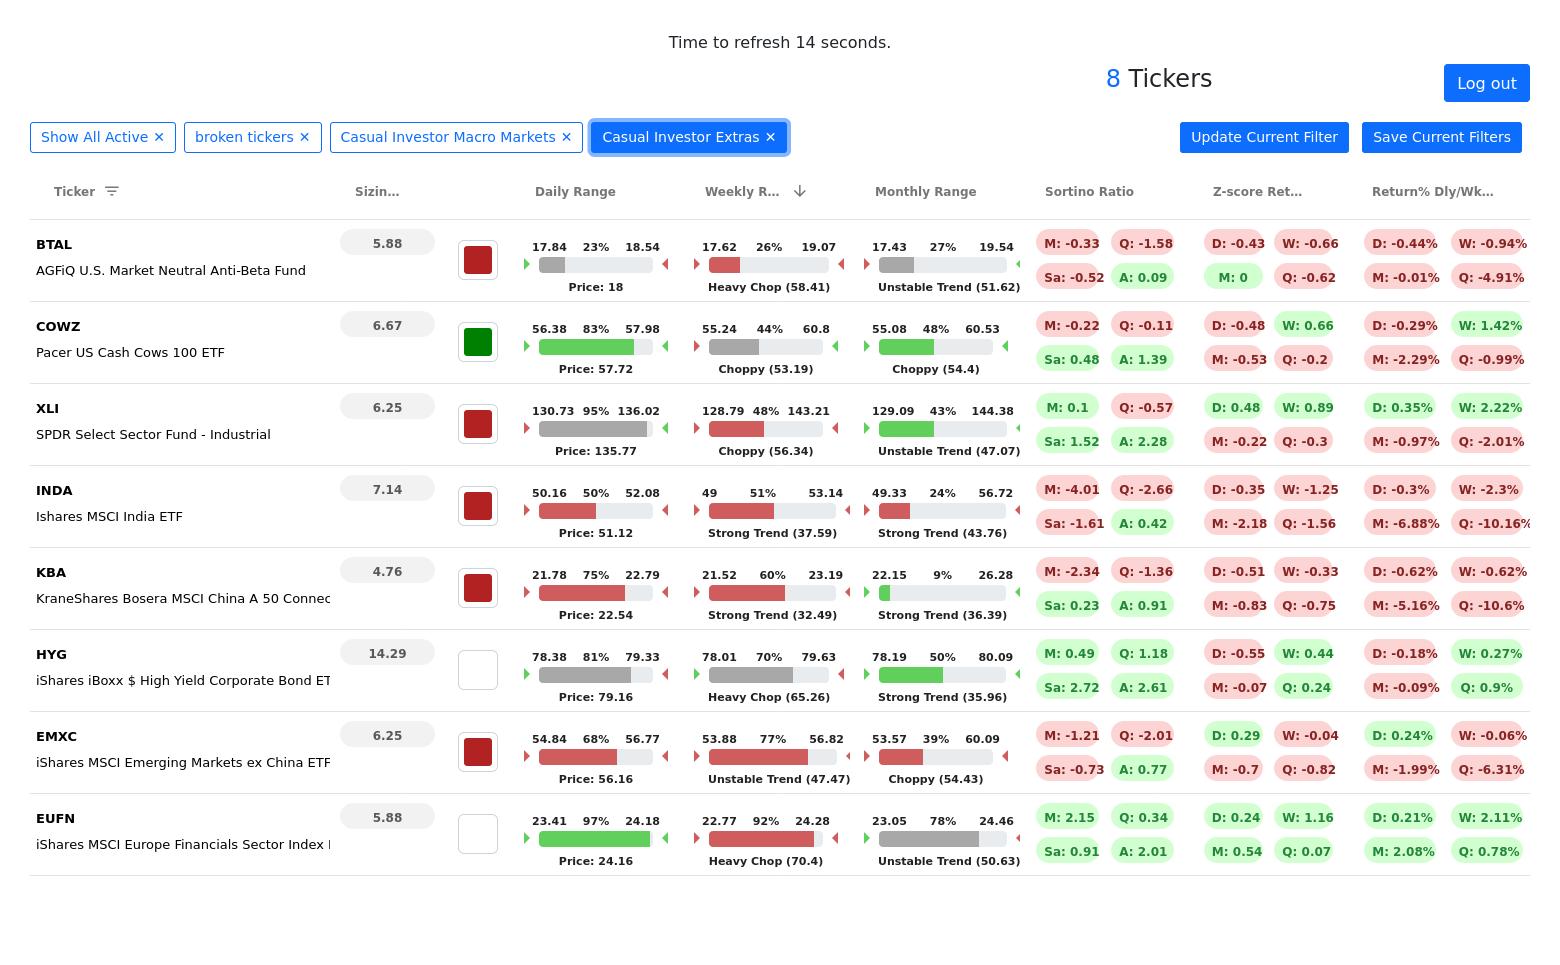 Time to refresh 14 seconds.
8 Tickers
Log out
Show All Active ✕ broken tickers ✕ Casual Investor Macro Markets ✕ Casual Investor Extras ✕ Update Current Filter Save Current Filters
Ticker Sizin... Daily Range Weekly R... Monthly Range Sortino Ratio Z-score Ret... Return% Dly/Wk...
BTAL 5.88 17.84 23% 18.54 17.62 26% 19.07 17.43 27% 19.54 M: -0.33 Q: -1.58 D: -0.43 W: -0.66 D: -0.44% W: -0.94%
AGFiQ U.S. Market Neutral Anti-Beta Fund Sa: -0.52 A: 0.09 M: 0 Q: -0.62 M: -0.01% Q: -4.91%
Price: 18 Heavy Chop (58.41) Unstable Trend (51.62)
COWZ 6.67 56.38 83% 57.98 55.24 44% 60.8 55.08 48% 60.53 M: -0.22 Q: -0.11 D: -0.48 W: 0.66 D: -0.29% W: 1.42%
Pacer US Cash Cows 100 ETF Sa: 0.48 A: 1.39 M: -0.53 Q: -0.2 M: -2.29% Q: -0.99%
Price: 57.72 Choppy (53.19) Choppy (54.4)
XLI 6.25 130.73 95% 136.02 128.79 48% 143.21 129.09 43% 144.38 M: 0.1 Q: -0.57 D: 0.48 W: 0.89 D: 0.35% W: 2.22%
SPDR Select Sector Fund - Industrial Sa: 1.52 A: 2.28 M: -0.22 Q: -0.3 M: -0.97% Q: -2.01%
Price: 135.77 Choppy (56.34) Unstable Trend (47.07)
INDA 7.14 50.16 50% 52.08 49 51% 53.14 49.33 24% 56.72 M: -4.01 Q: -2.66 D: -0.35 W: -1.25 D: -0.3% W: -2.3%
Ishares MSCI India ETF Sa: -1.61 A: 0.42 M: -2.18 Q: -1.56 M: -6.88% Q: -10.16%
Price: 51.12 Strong Trend (37.59) Strong Trend (43.76)
KBA 4.76 21.78 75% 22.79 21.52 60% 23.19 22.15 9% 26.28 M: -2.34 Q: -1.36 D: -0.51 W: -0.33 D: -0.62% W: -0.62%
KraneShares Bosera MSCI China A 50 Connec Sa: 0.23 A: 0.91 M: -0.83 Q: -0.75 M: -5.16% Q: -10.6%
Price: 22.54 Strong Trend (32.49) Strong Trend (36.39)
HYG 14.29 78.38 81% 79.33 78.01 70% 79.63 78.19 50% 80.09 M: 0.49 Q: 1.18 D: -0.55 W: 0.44 D: -0.18% W: 0.27%
iShares iBoxx $ High Yield Corporate Bond ET Sa: 2.72 A: 2.61 M: -0.07 Q: 0.24 M: -0.09% Q: 0.9%
Price: 79.16 Heavy Chop (65.26) Strong Trend (35.96)
EMXC 6.25 54.84 68% 56.77 53.88 77% 56.82 53.57 39% 60.09 M: -1.21 Q: -2.01 D: 0.29 W: -0.04 D: 0.24% W: -0.06%
iShares MSCI Emerging Markets ex China ETF Sa: -0.73 A: 0.77 M: -0.7 Q: -0.82 M: -1.99% Q: -6.31%
Price: 56.16 Unstable Trend (47.47) Choppy (54.43)
EUFN 5.88 23.41 97% 24.18 22.77 92% 24.28 23.05 78% 24.46 M: 2.15 Q: 0.34 D: 0.24 W: 1.16 D: 0.21% W: 2.11%
iShares MSCI Europe Financials Sector Index Sa: 0.91 A: 2.01 M: 0.54 Q: 0.07 M: 2.08% Q: 0.78%
Price: 24.16 Heavy Chop (70.4) Unstable Trend (50.63)